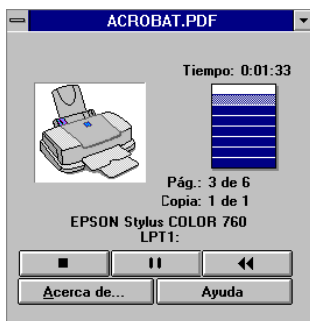 ACROBAT.PDF
Tiempo: 0:01:33
Pág.: 3 de 6
Copia: 1 de 1
EPSON Stylus COLOR 760
LPT1:
Acerca de... Ayuda